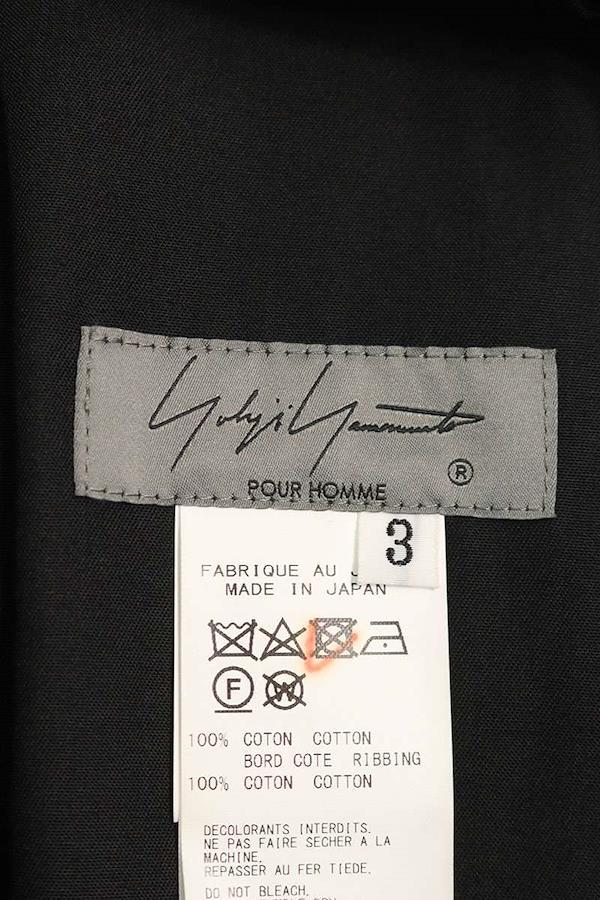 Yohji Yamamoto
®
POUR HOMME
3
FABRIQUE AU J
MADE IN JAPAN
F
W
100% COTON COTTON
BORD COTE RIBBING
100% COTON COTTON
DECOLORANTS INTERDITS.
NE PAS FAIRE SECHER A LA
MACHINE.
REPASSER AU FER TIEDE.
DO NOT BLEACH.